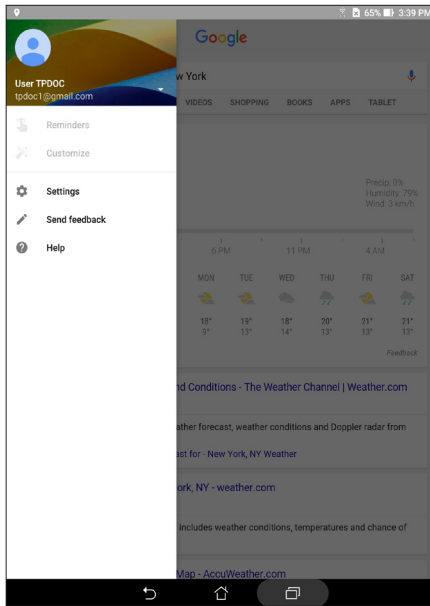 65% 3:39 PM
Google
User TPDOC
tpdoc1@gmail.com
w York
VIDEOS SHOPPING BOOKS APPS TABLET
Reminders
Customize
Settings
Send feedback
Help
Precip: 0%
Humidity: 79%
Wind: 3 km/h
6 PM 11 PM 4 AM
MON TUE WED THU FRI SAT
18° 19° 18° 20° 21° 21°
9° 13° 14° 13° 13° 13°
Feedback
nd Conditions - The Weather Channel | Weather.com
ather forecast, weather conditions and Doppler radar from
ast for - New York, NY Weather
ork, NY - weather.com
includes weather conditions, temperatures and chance of
Map - AccuWeather.com